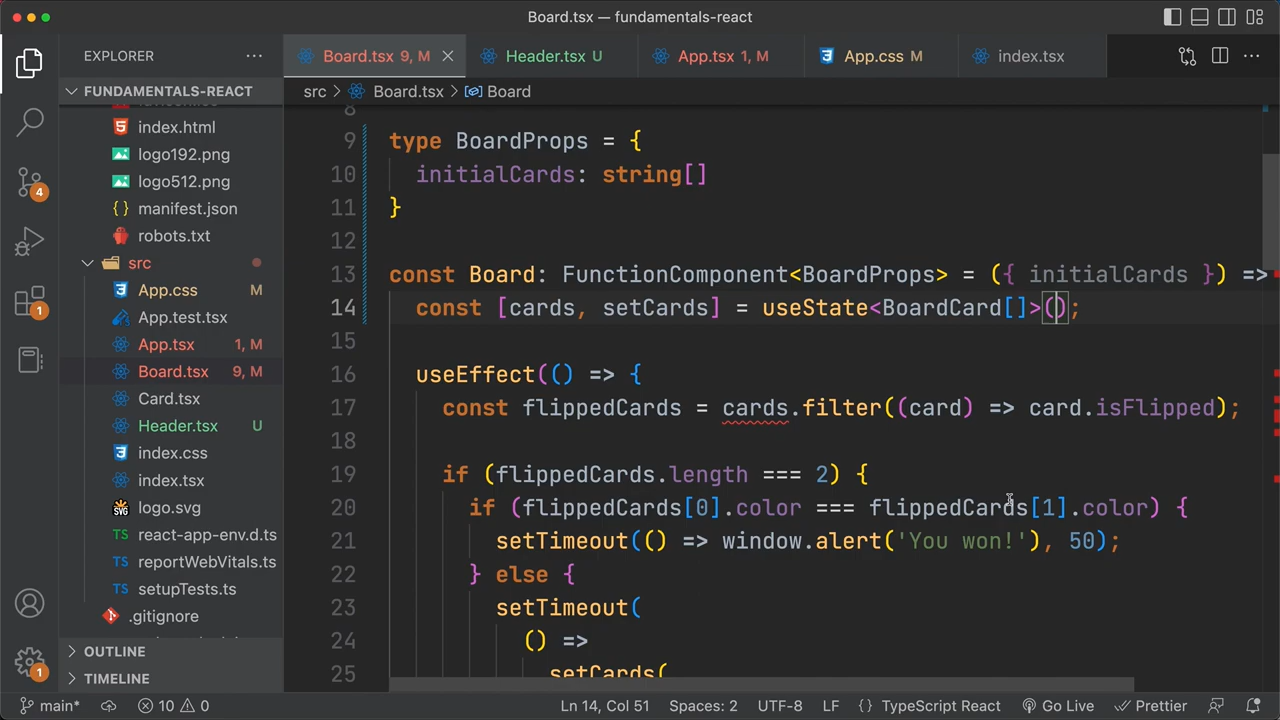 Board.tsx — fundamentals-react
EXPLORER
Board.tsx 9, M
Header.tsx U
App.tsx 1, M
App.css M
index.tsx
FUNDAMENTALS-REACT
src > Board.tsx > Board
index.html
logo192.png
logo512.png
manifest.json
robots.txt
src
App.css M
App.test.tsx
App.tsx 1, M
Board.tsx 9, M
Card.tsx
Header.tsx U
index.css
index.tsx
logo.svg
react-app-env.d.ts
reportWebVitals.ts
setupTests.ts
.gitignore
OUTLINE
TIMELINE
4
1
1
8
9 type BoardProps = {
10 initialCards: string[]
11 }
12
13 const Board: FunctionComponent<BoardProps> = ({ initialCards }) =>
14 const [cards, setCards] = useState<BoardCard[]>();
15
16 useEffect(() => {
17 const flippedCards = cards.filter((card) => card.isFlipped);
18
19 if (flippedCards.length === 2) {
20 if (flippedCards[0].color === flippedCards[1].color) {
21 setTimeout(() => window.alert('You won!'), 50);
22 } else {
23 setTimeout(
24 () =>
25 setCards(
main* 10 0 Ln 14, Col 51 Spaces: 2 UTF-8 LF {} TypeScript React Go Live Prettier